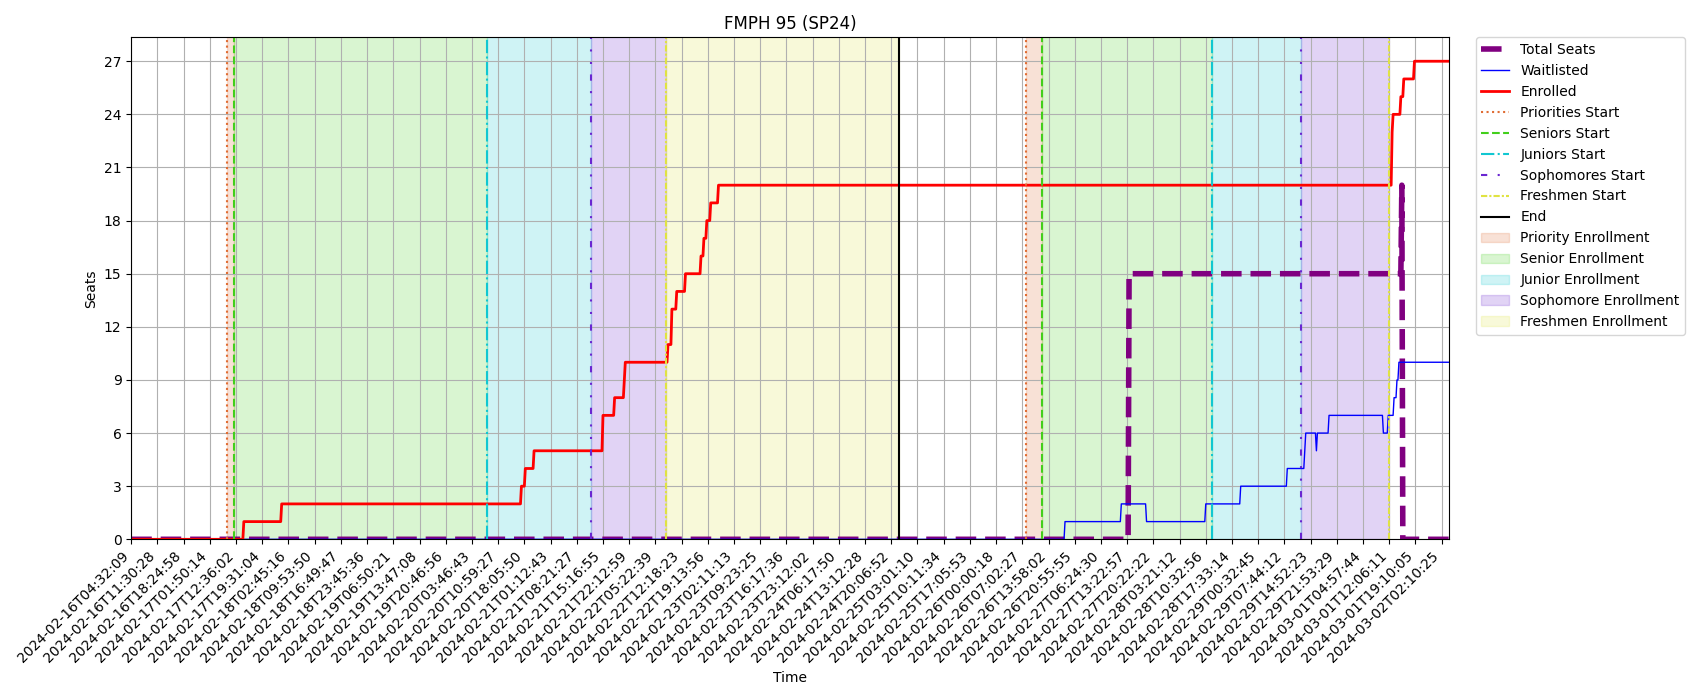 FMPH 95 (SP24)
Seats
27
24
21
18
15
12
9
6
3
0
2024-02-16T04:32:09
2024-02-16T11:30:28
2024-02-16T18:24:58
2024-02-17T01:50:14
2024-02-17T12:36:02
2024-02-17T19:31:04
2024-02-18T02:45:16
2024-02-18T09:53:50
2024-02-18T16:49:47
2024-02-18T23:45:36
2024-02-19T06:50:21
2024-02-19T13:47:08
2024-02-19T20:46:56
2024-02-20T03:46:43
2024-02-20T10:59:27
2024-02-20T18:05:50
2024-02-21T01:12:43
2024-02-21T08:21:27
2024-02-21T15:16:55
2024-02-21T22:12:59
2024-02-22T05:22:39
2024-02-22T12:18:23
2024-02-22T19:13:56
2024-02-23T02:11:13
2024-02-23T09:23:25
2024-02-23T16:17:36
2024-02-23T23:12:02
2024-02-24T06:17:50
2024-02-24T13:12:28
2024-02-24T20:06:52
2024-02-25T03:01:10
2024-02-25T10:11:34
2024-02-25T17:05:53
2024-02-26T00:00:18
2024-02-26T07:02:27
2024-02-26T13:58:02
2024-02-26T20:55:55
2024-02-27T06:24:30
2024-02-27T13:22:57
2024-02-27T20:22:22
2024-02-28T03:21:12
2024-02-28T10:32:56
2024-02-28T17:33:14
2024-02-29T00:32:45
2024-02-29T07:44:12
2024-02-29T14:52:23
2024-02-29T21:53:29
2024-03-01T04:57:44
2024-03-01T12:06:11
2024-03-01T19:10:05
2024-03-02T02:10:25
Time
Total Seats
Waitlisted
Enrolled
Priorities Start
Seniors Start
Juniors Start
Sophomores Start
Freshmen Start
End
Priority Enrollment
Senior Enrollment
Junior Enrollment
Sophomore Enrollment
Freshmen Enrollment